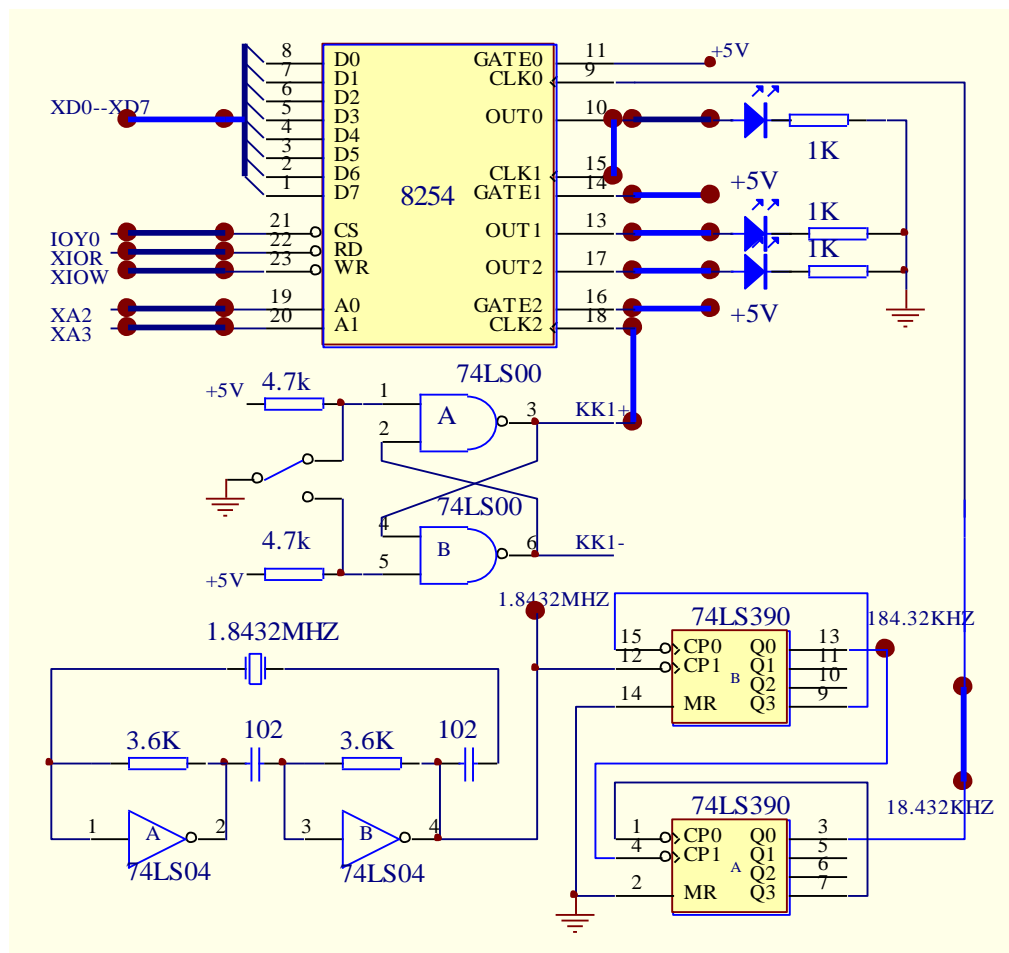 8 D0 GATE0 11 +5V
7 D1 CLK0 9
6 D2
XD0--XD7 5 D3 OUT0 10
4 D4 1K
3 D5
2 D6 CLK1 15
1 D7 GATE1 14 +5V
8254
21 CS OUT1 13 1K
IOY0
22 RD
XIOR
23 WR OUT2 17 1K
XIOW
19 A0 GATE2 16
XA2
20 A1 CLK2 18 +5V
XA3
74LS00
+5V 4.7k 1 A 3 KK1+
2
74LS00
4
4.7k B 6 KK1-
5
+5V
1.8432MHZ
1.8432MHZ
74LS390 184.32KHZ
15 CP0 Q0 13
12 CP1 Q1 11
B Q2 10
14 MR Q3 9
3.6K 102 3.6K 102
18.432KHZ
74LS390
1 A 2 3 B 4
74LS04 74LS04
1 CP0 Q0 3
4 CP1 Q1 5
A Q2 6
2 MR Q3 7